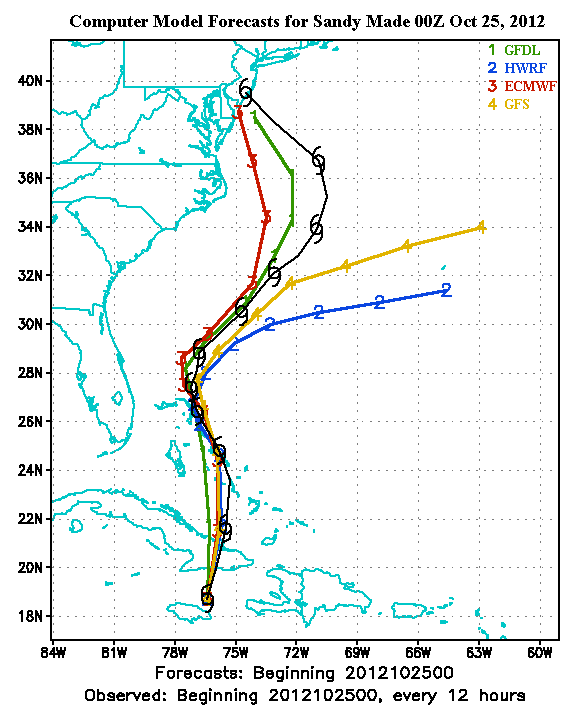 Computer Model Forecasts for Sandy Made 00Z Oct 25, 2012
1 GFDL
2 HWRF
3 ECMWF
4 GFS
40N
38N
36N
34N
32N
30N
28N
26N
24N
22N
20N
18N
84W 81W 78W 75W 72W 69W 66W 63W 60W
Forecasts: Beginning 2012102500
Observed: Beginning 2012102500, every 12 hours